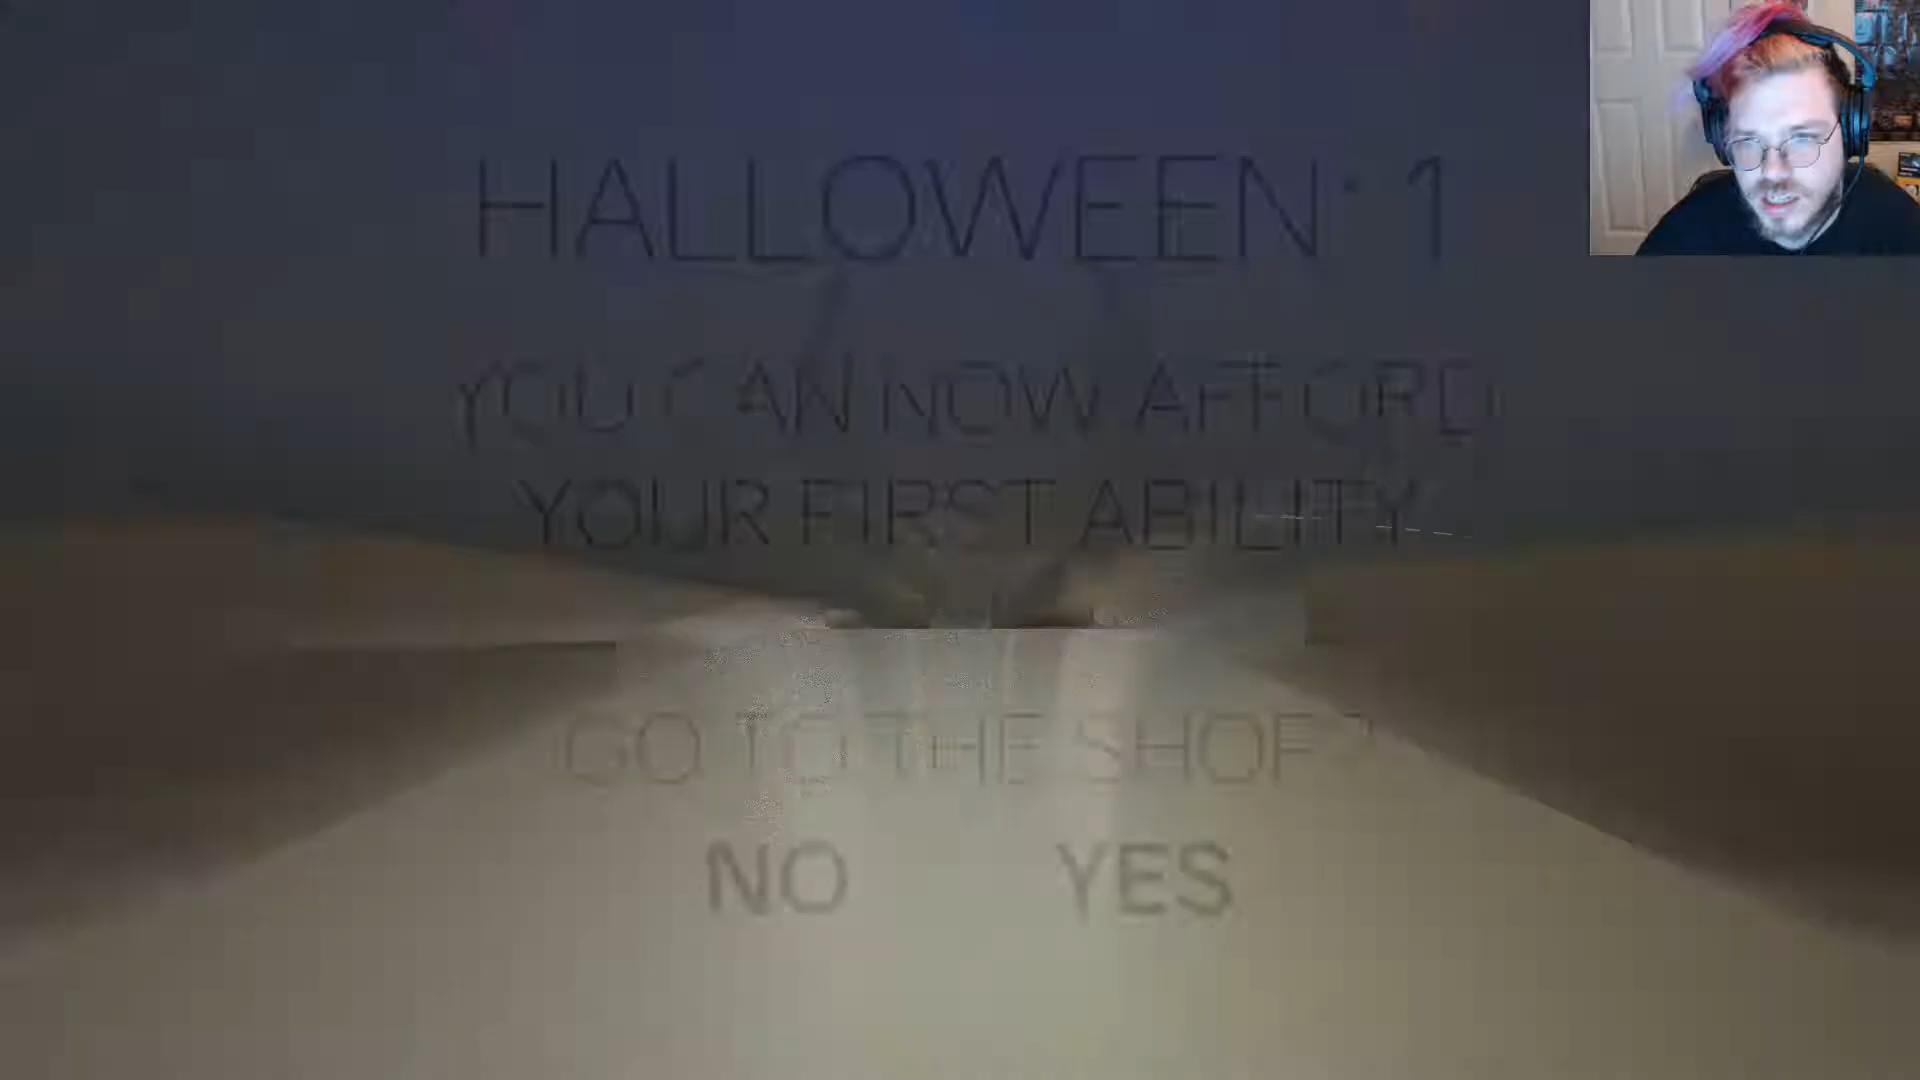 HALLOWEEN: 1
YOU CAN NOW AFFORD
YOUR FIRST ABILITY
GO TO THE SHOP?
NO YES